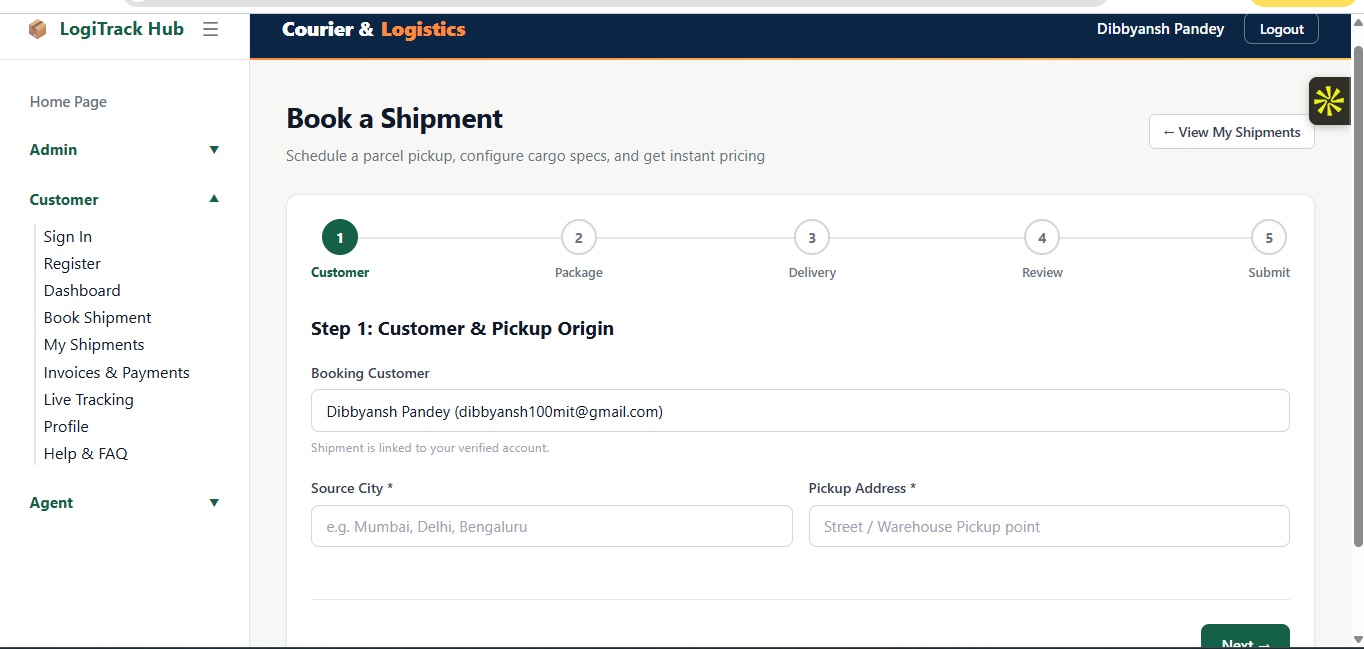 LogiTrack Hub ☰
Courier & Logistics
Dibbyansh Pandey
Logout
Home Page
Admin ▼
Customer ▲
Sign In
Register
Dashboard
Book Shipment
My Shipments
Invoices & Payments
Live Tracking
Profile
Help & FAQ
Agent ▼
Book a Shipment
Schedule a parcel pickup, configure cargo specs, and get instant pricing
← View My Shipments
1
2
3
4
5
Customer
Package
Delivery
Review
Submit
Step 1: Customer & Pickup Origin
Booking Customer
Dibbyansh Pandey (dibbyansh100mit@gmail.com)
Shipment is linked to your verified account.
Source City *
e.g. Mumbai, Delhi, Bengaluru
Pickup Address *
Street / Warehouse Pickup point
Next →